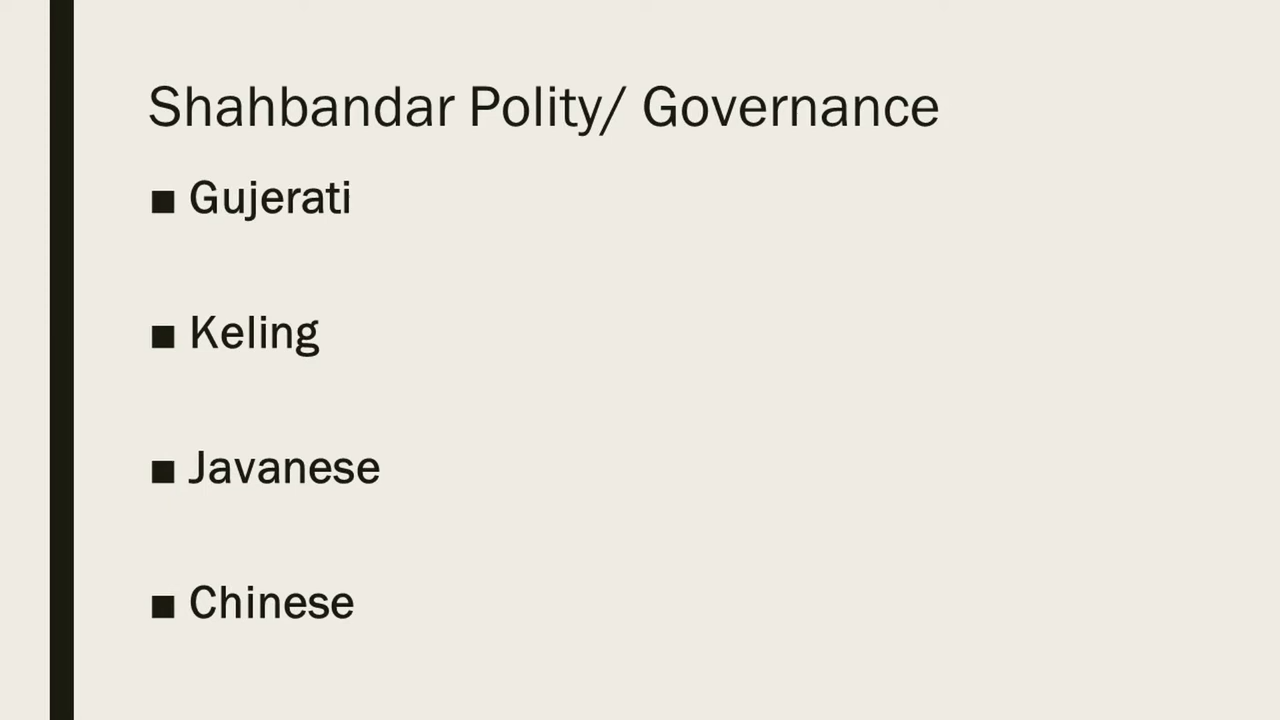 Shahbandar Polity/ Governance
■ Gujerati
■ Keling
■ Javanese
■ Chinese